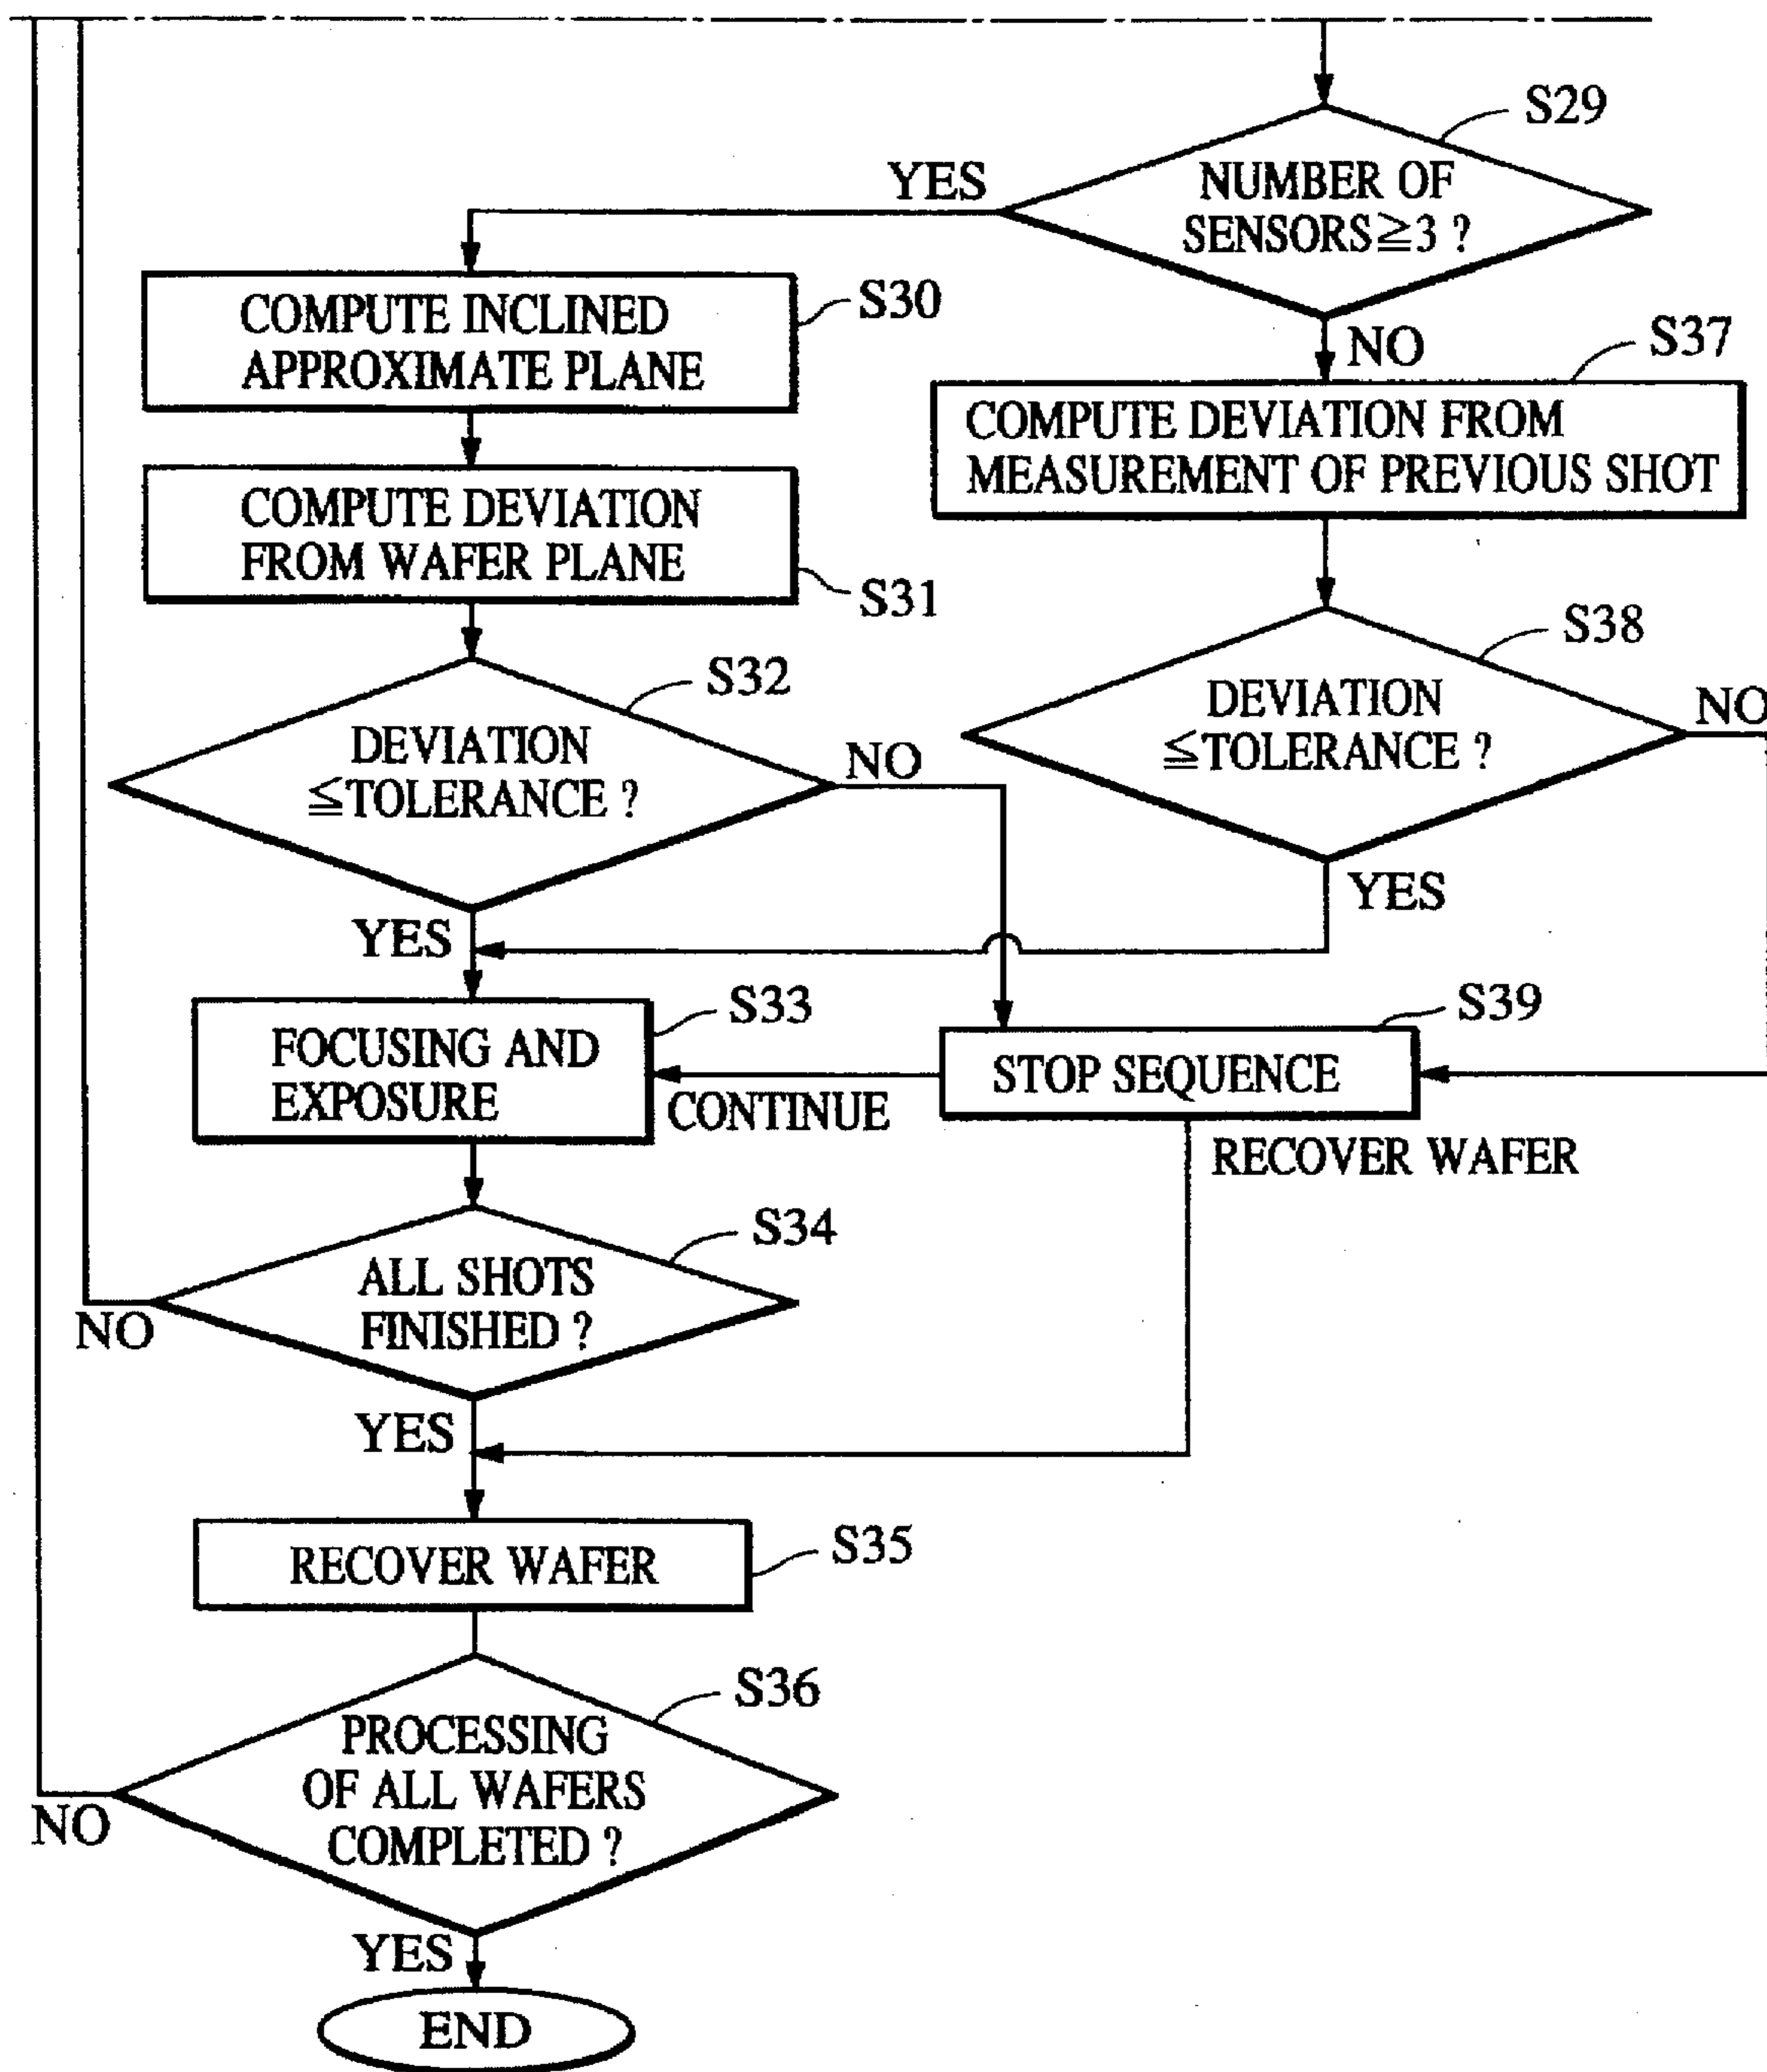 S29
NUMBER OF
SENSORS≧3 ?
YES
NO
S30
COMPUTE INCLINED
APPROXIMATE PLANE
S37
COMPUTE DEVIATION FROM
MEASUREMENT OF PREVIOUS SHOT
COMPUTE DEVIATION
FROM WAFER PLANE
S31
S32
DEVIATION
≦TOLERANCE ?
NO
YES
S38
DEVIATION
≦TOLERANCE ?
NO
YES
S33
FOCUSING AND
EXPOSURE
S39
STOP SEQUENCE
CONTINUE
RECOVER WAFER
S34
ALL SHOTS
FINISHED ?
NO
YES
RECOVER WAFER
S35
S36
PROCESSING
OF ALL WAFERS
COMPLETED ?
NO
YES
END